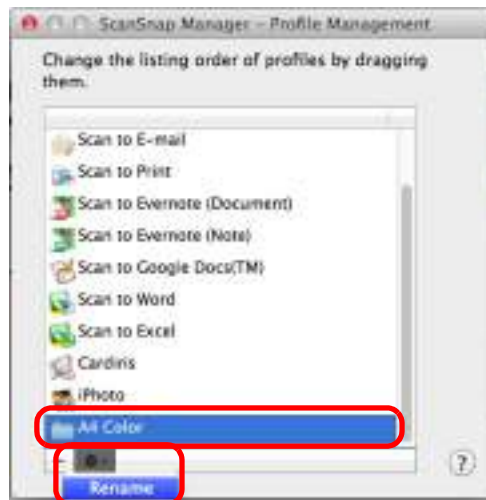 ScanSnap Manager – Profile Management
Change the listing order of profiles by dragging
them.
Scan to E-mail
Scan to Print
Scan to Evernote (Document)
Scan to Evernote (Note)
Scan to Google Docs(TM)
Scan to Word
Scan to Excel
Cardiris
iPhoto
A4 Color
?
Rename